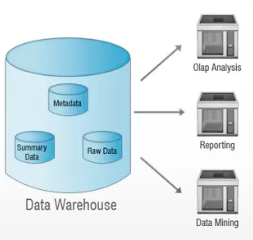 Metadata
Summary
Data
Raw Data
Data Warehouse
Olap Analysis
Reporting
Data Mining